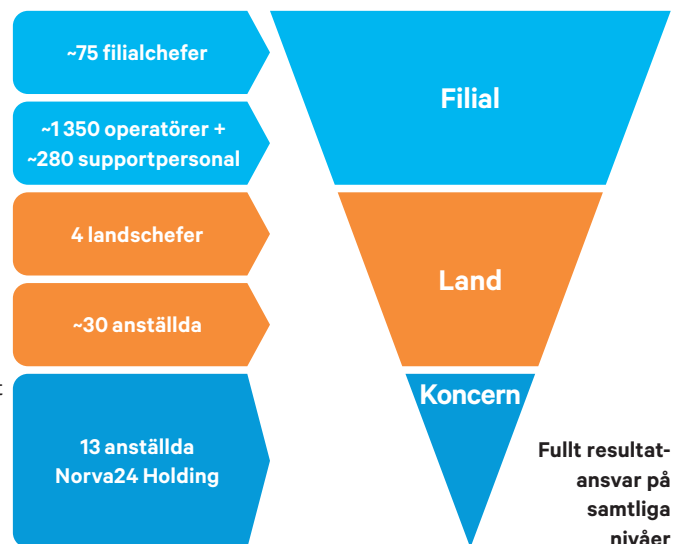 ~75 filialchefer
Filial
~1 350 operatörer +
~280 supportpersonal
4 landschefer
Land
~30 anställda
t
Koncern
13 anställda
Norva24 Holding
Fullt resultat-
ansvar på
samtliga
nivåer